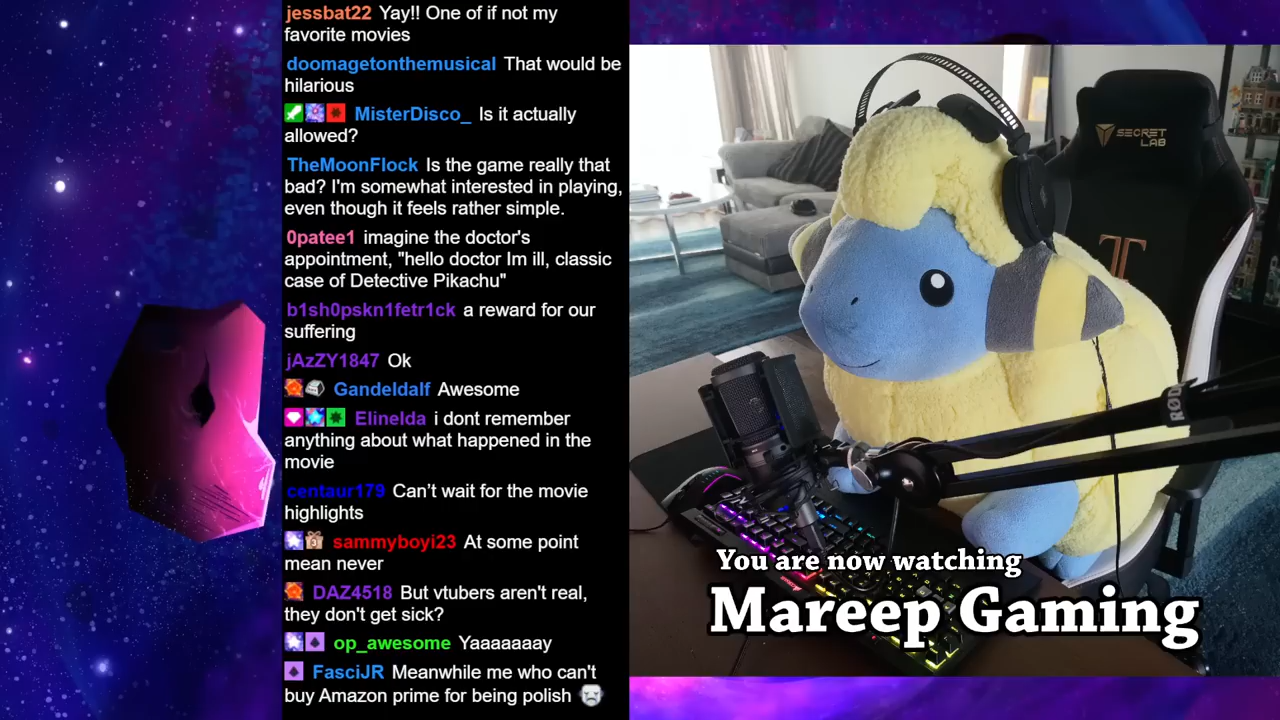 jessbat22 Yay!! One of if not my
favorite movies
doomagetonthemusical That would be
hilarious
MisterDisco_ Is it actually
allowed?
TheMoonFlock Is the game really that
bad? I'm somewhat interested in playing,
even though it feels rather simple.
0patee1 imagine the doctor's
appointment, "hello doctor Im ill, classic
case of Detective Pikachu"
b1sh0pskn1fetr1ck a reward for our
suffering
jAzZY1847 Ok
Gandeldalf Awesome
Elinelda i dont remember
anything about what happened in the
movie
centaur179 Can't wait for the movie
highlights
sammyboyi23 At some point
mean never
DAZ4518 But vtubers aren't real,
they don't get sick?
op_awesome Yaaaaaaay
FasciJR Meanwhile me who can't
buy Amazon prime for being polish
SECRET
LAB
RØDE
You are now watching
Mareep Gaming